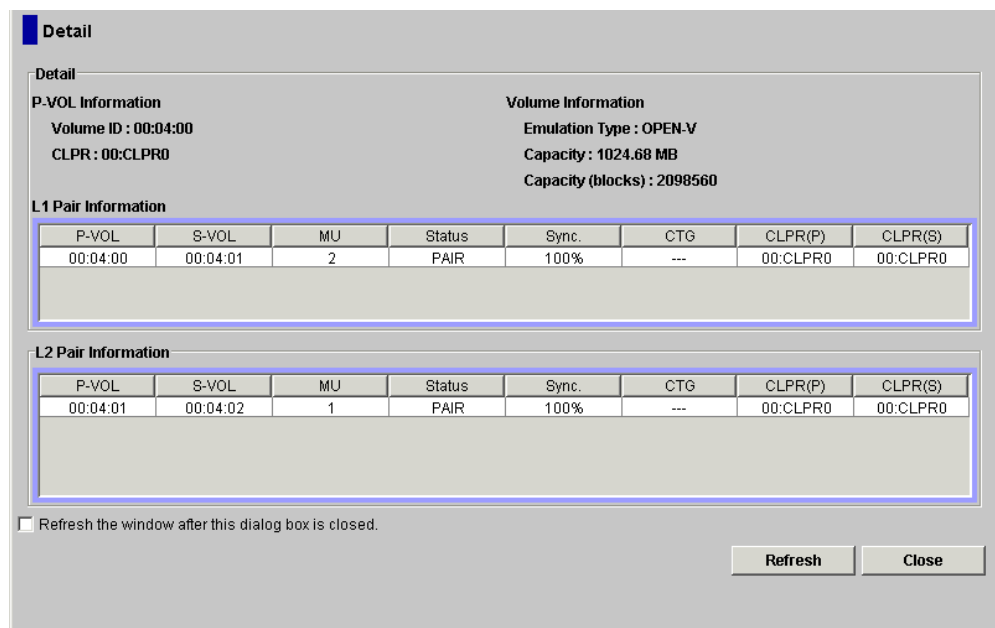 Detail
Detail
P-VOL Information
Volume ID : 00:04:00
CLPR : 00:CLPR0
Volume Information
Emulation Type : OPEN-V
Capacity : 1024.68 MB
Capacity (blocks) : 2098560
L1 Pair Information
P-VOL S-VOL MU Status Sync. CTG CLPR(P) CLPR(S)
00:04:00 00:04:01 2 PAIR 100% --- 00:CLPR0 00:CLPR0
L2 Pair Information
P-VOL S-VOL MU Status Sync. CTG CLPR(P) CLPR(S)
00:04:01 00:04:02 1 PAIR 100% --- 00:CLPR0 00:CLPR0
Refresh the window after this dialog box is closed.
Refresh Close